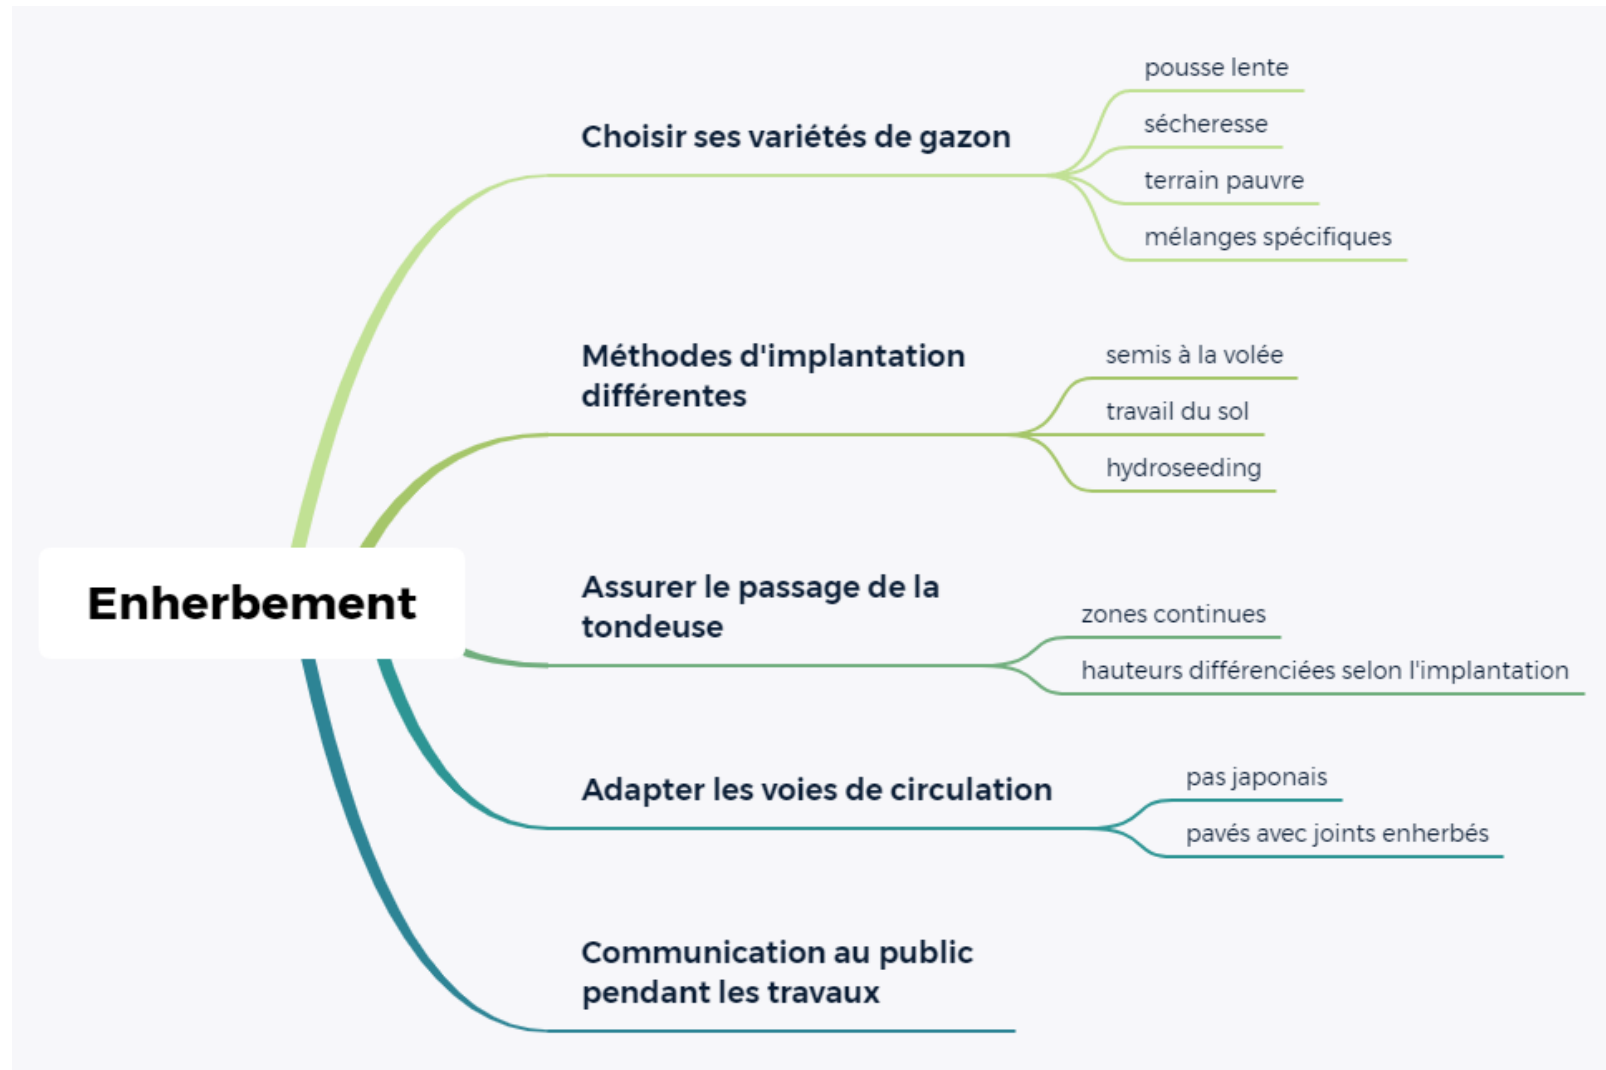 Enherbement
Choisir ses variétés de gazon
pousse lente
sécheresse
terrain pauvre
mélanges spécifiques
Méthodes d'implantation
différentes
semis à la volée
travail du sol
hydroseeding
Assurer le passage de la
tondeuse
zones continues
hauteurs différenciées selon l'implantation
Adapter les voies de circulation
pas japonais
pavés avec joints enherbés
Communication au public
pendant les travaux